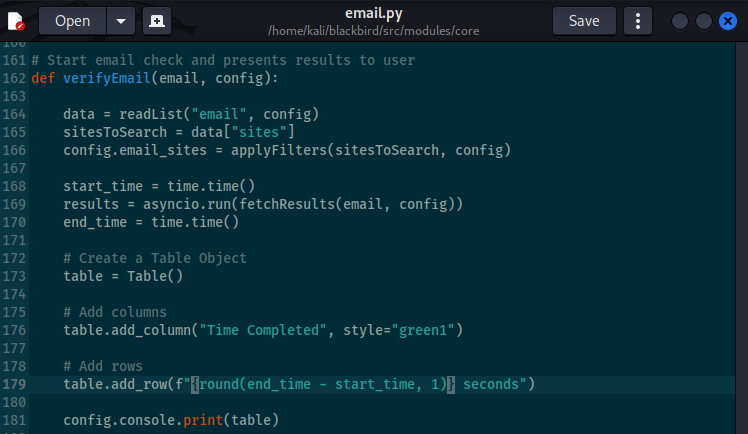 Open
email.py
/home/kali/blackbird/src/modules/core
Save
160
161 # Start email check and presents results to user
162 def verifyEmail(email, config):
163
164     data = readList("email", config)
165     sitesToSearch = data["sites"]
166     config.email_sites = applyFilters(sitesToSearch, config)
167
168     start_time = time.time()
169     results = asyncio.run(fetchResults(email, config))
170     end_time = time.time()
171
172     # Create a Table Object
173     table = Table()
174
175     # Add columns
176     table.add_column("Time Completed", style="green1")
177
178     # Add rows
179     table.add_row(f"{round(end_time - start_time, 1)} seconds")
180
181     config.console.print(table)